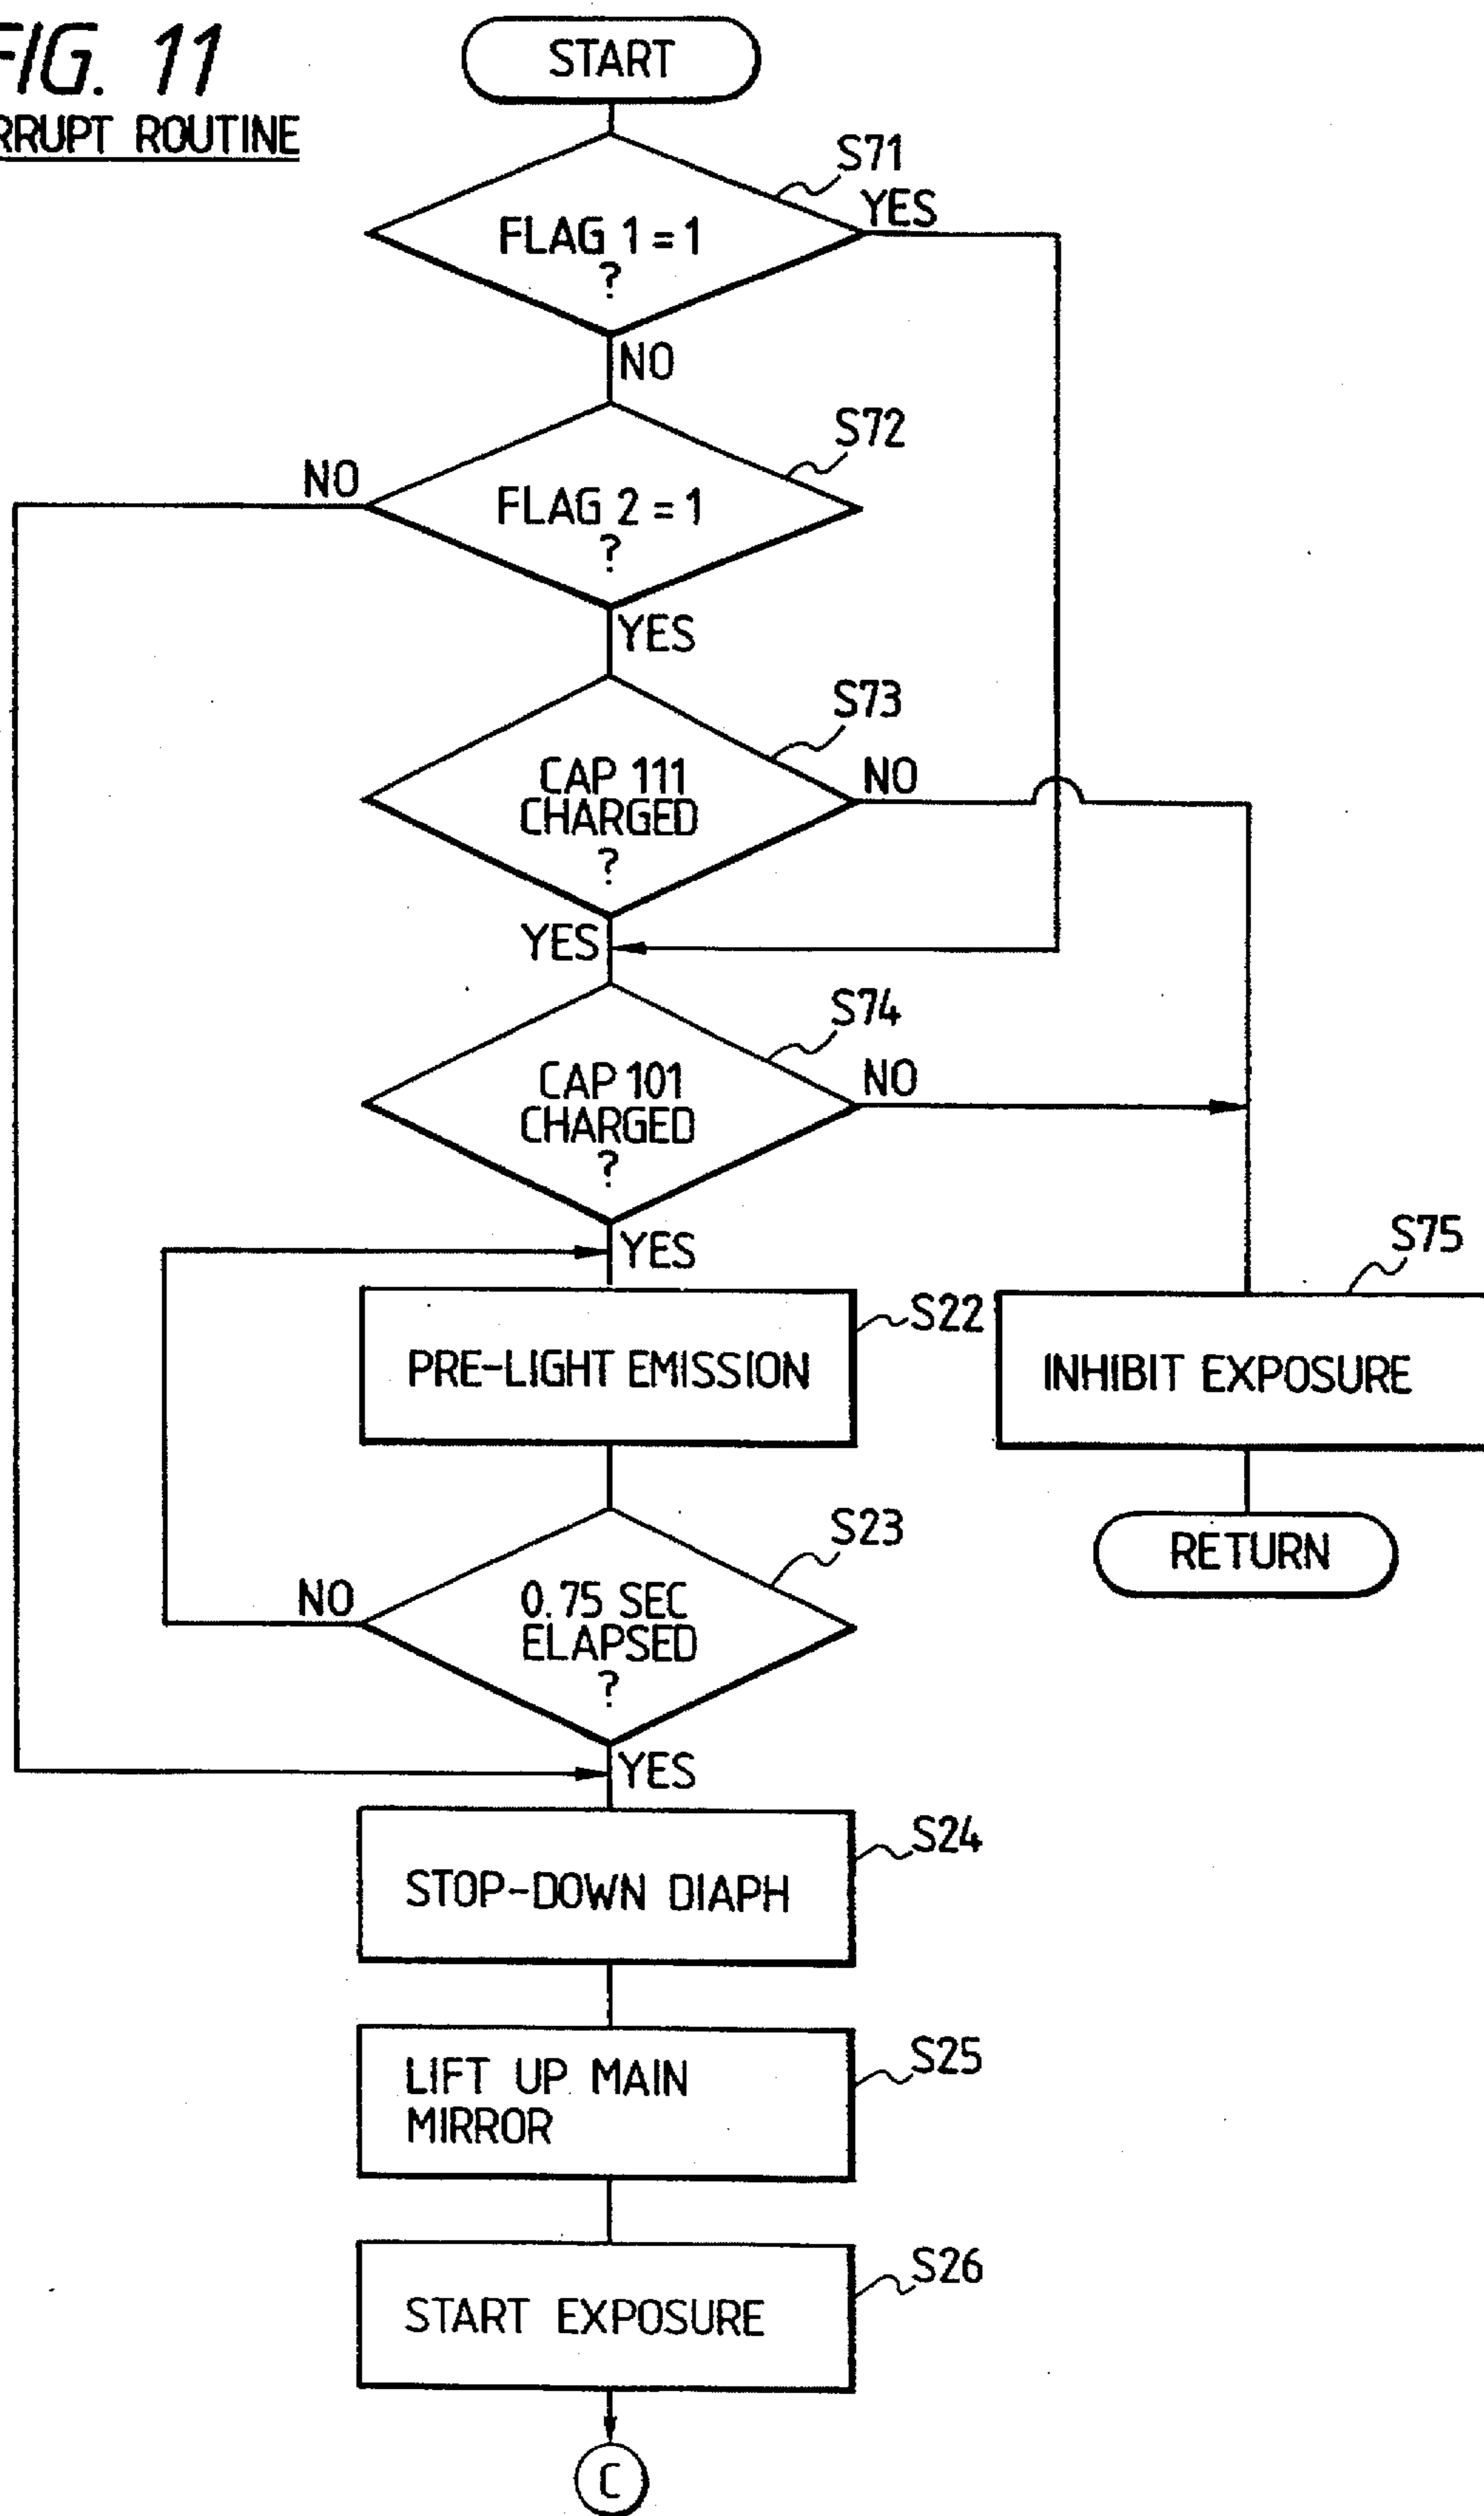 FIG. 11
RRUPT ROUTINE
START
S71
YES
FLAG 1 = 1
?
NO
S72
NO
FLAG 2 = 1
?
YES
S73
NO
CAP 111
CHARGED
?
YES
S74
NO
CAP 101
CHARGED
?
YES
S22
PRE-LIGHT EMISSION
S75
INHIBIT EXPOSURE
RETURN
S23
NO
0.75 SEC
ELAPSED
?
YES
S24
STOP-DOWN DIAPH
S25
LIFT UP MAIN
MIRROR
S26
START EXPOSURE
C